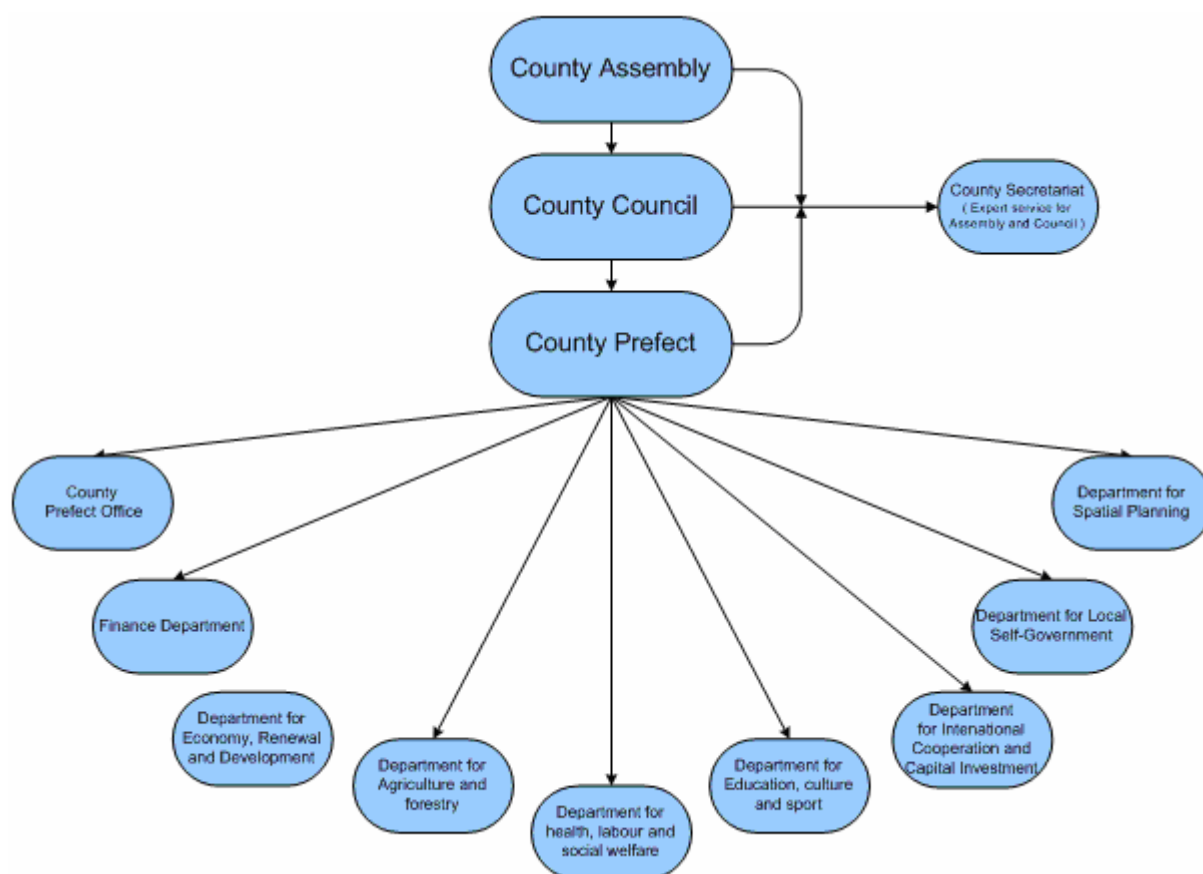 County Assembly
County Council
County Secretariat
( Expert service for
Assembly and Council )
County Prefect
County
Prefect Office
Department for
Spatial Planning
Finance Department
Department for Local
Self-Government
Department for
Economy, Renewal
and Development
Department
for Intenational
Cooperation and
Capital Investment
Department for
Agriculture and
forestry
Department for
Education, culture
and sport
Department for
health, labour and
social welfare